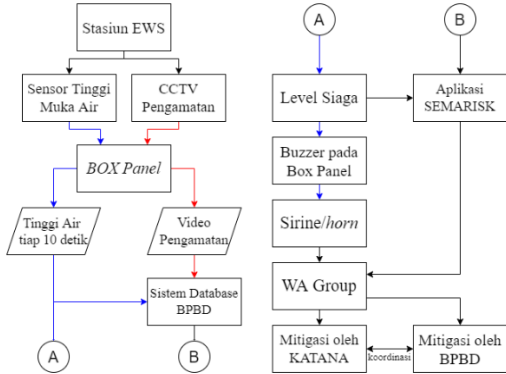 Stasiun EWS
Sensor Tinggi
Muka Air
CCTV
Pengamatan
BOX Panel
Tinggi Air
tiap 10 detik
Video
Pengamatan
Sistem Database
BPBD
A
B
A
B
Level Siaga
Aplikasi
SEMARISK
Buzzer pada
Box Panel
Sirine/horn
WA Group
Mitigasi oleh
KATANA
koordinasi
Mitigasi oleh
BPBD